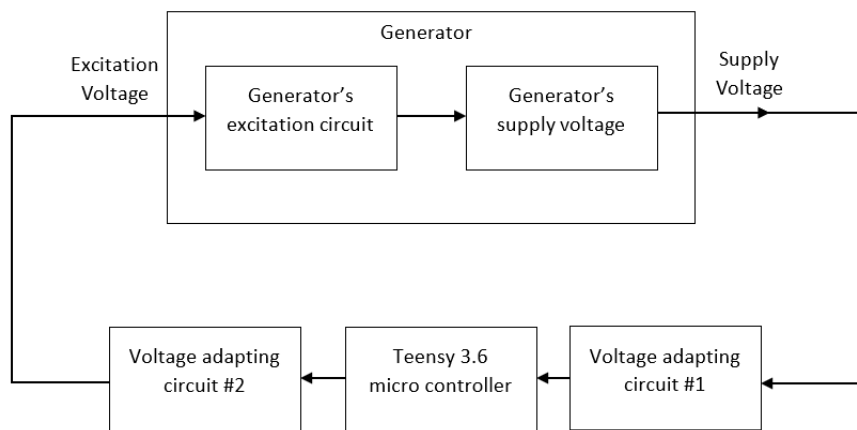 Generator
Excitation
Voltage
Supply
Voltage
Generator’s
excitation circuit
Generator’s
supply voltage
Voltage adapting
circuit #2
Teensy 3.6
micro controller
Voltage adapting
circuit #1